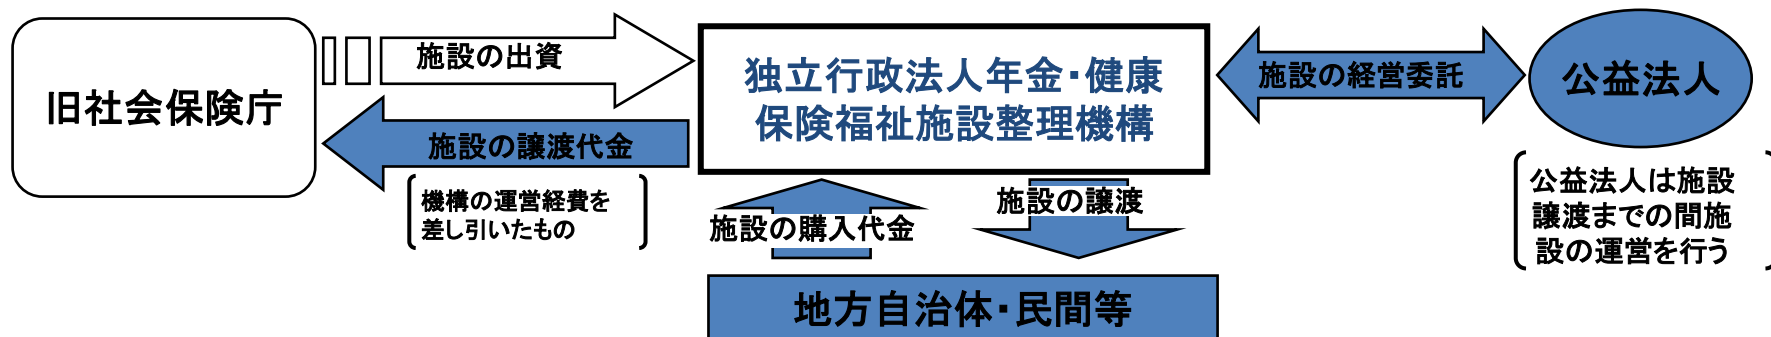 旧社会保険庁
施設の出資
施設の譲渡代金
機構の運営経費を
差し引いたもの
独立行政法人年金・健康
保険福祉施設整理機構
施設の経営委託
公益法人
公益法人は施設
譲渡までの間施
設の運営を行う
施設の購入代金
施設の譲渡
地方自治体・民間等